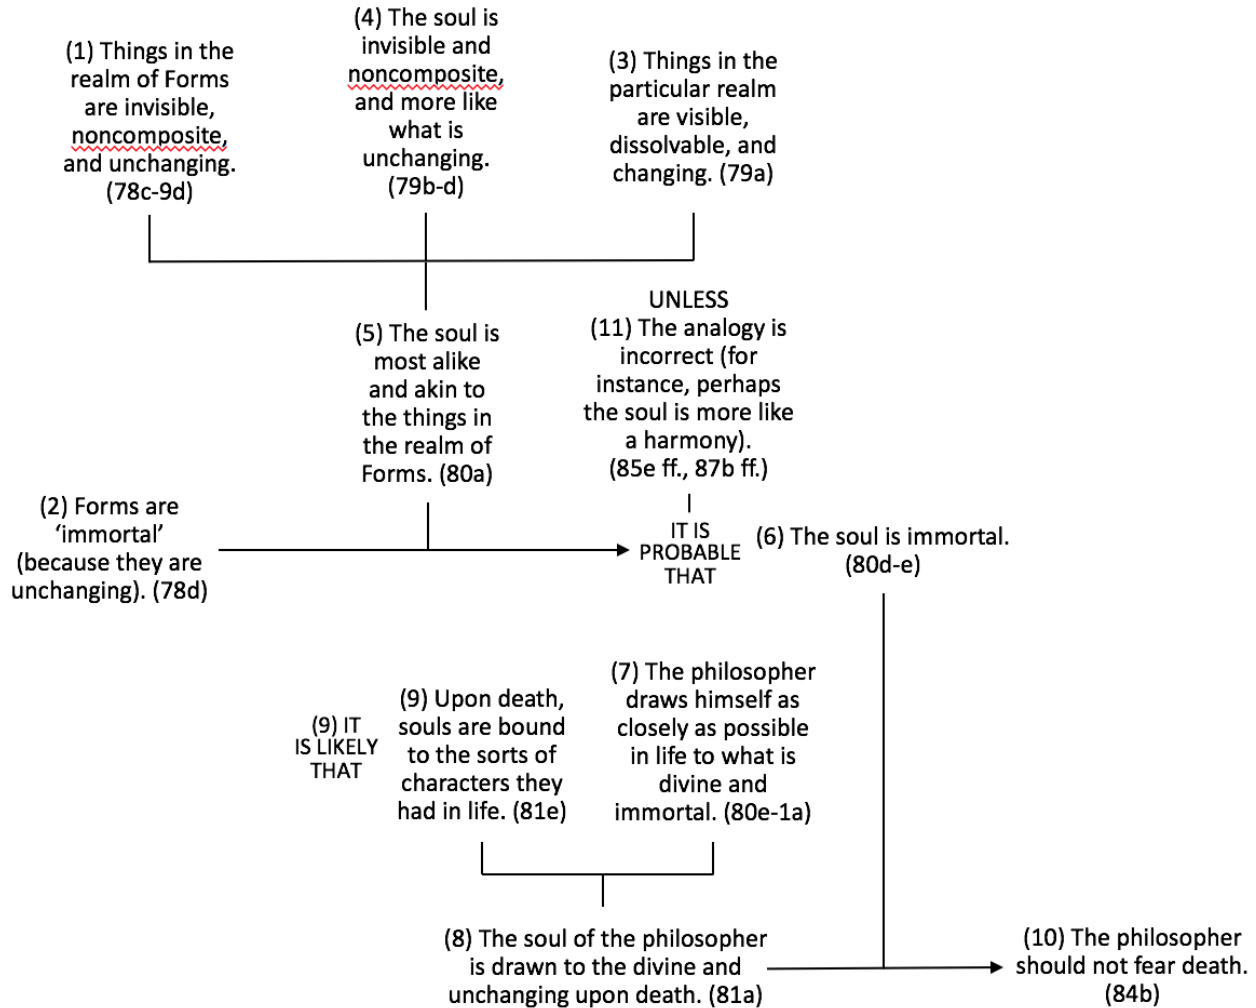 (1) Things in the
realm of Forms
are invisible,
noncomposite,
and unchanging.
(78c-9d)
(4) The soul is
invisible and
noncomposite,
and more like
what is
unchanging.
(79b-d)
(3) Things in the
particular realm
are visible,
dissolvable, and
changing. (79a)
(5) The soul is
most alike
and akin to
the things in
the realm of
Forms. (80a)
UNLESS
(11) The analogy is
incorrect (for
instance, perhaps
the soul is more like
a harmony).
(85e ff., 87b ff.)
(2) Forms are
‘immortal’
(because they are
unchanging). (78d)
IT IS
PROBABLE
THAT
(6) The soul is immortal.
(80d-e)
(9) IT
IS LIKELY
THAT
(9) Upon death,
souls are bound
to the sorts of
characters they
had in life. (81e)
(7) The philosopher
draws himself as
closely as possible
in life to what is
divine and
immortal. (80e-1a)
(8) The soul of the philosopher
is drawn to the divine and
unchanging upon death. (81a)
(10) The philosopher
should not fear death.
(84b)